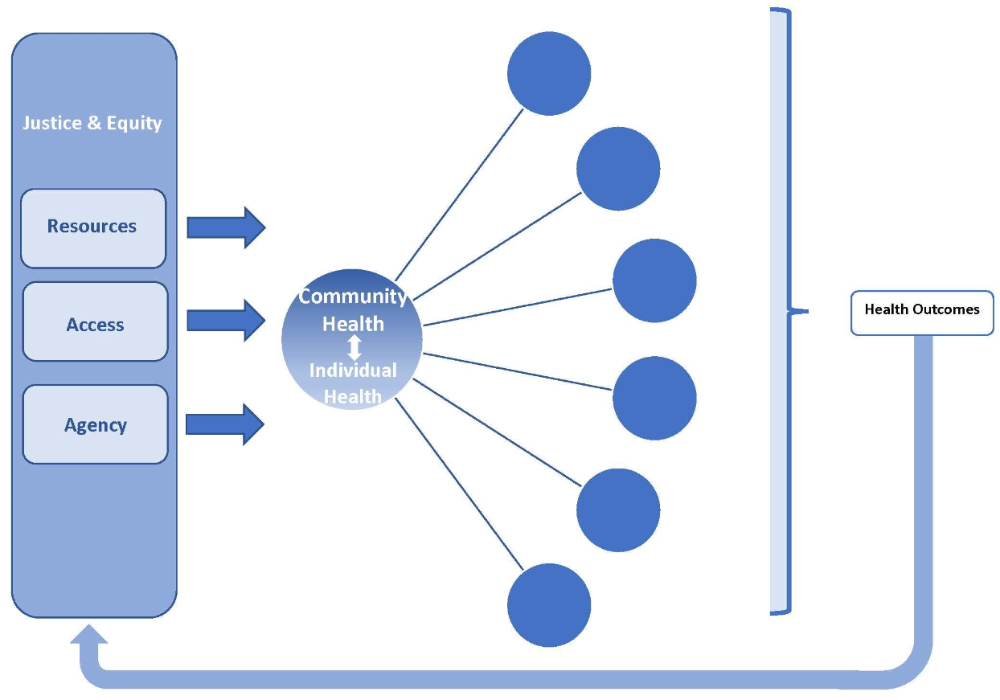 Justice & Equity
Resources
Access
Agency
Community
Health
Individual
Health
Health Outcomes